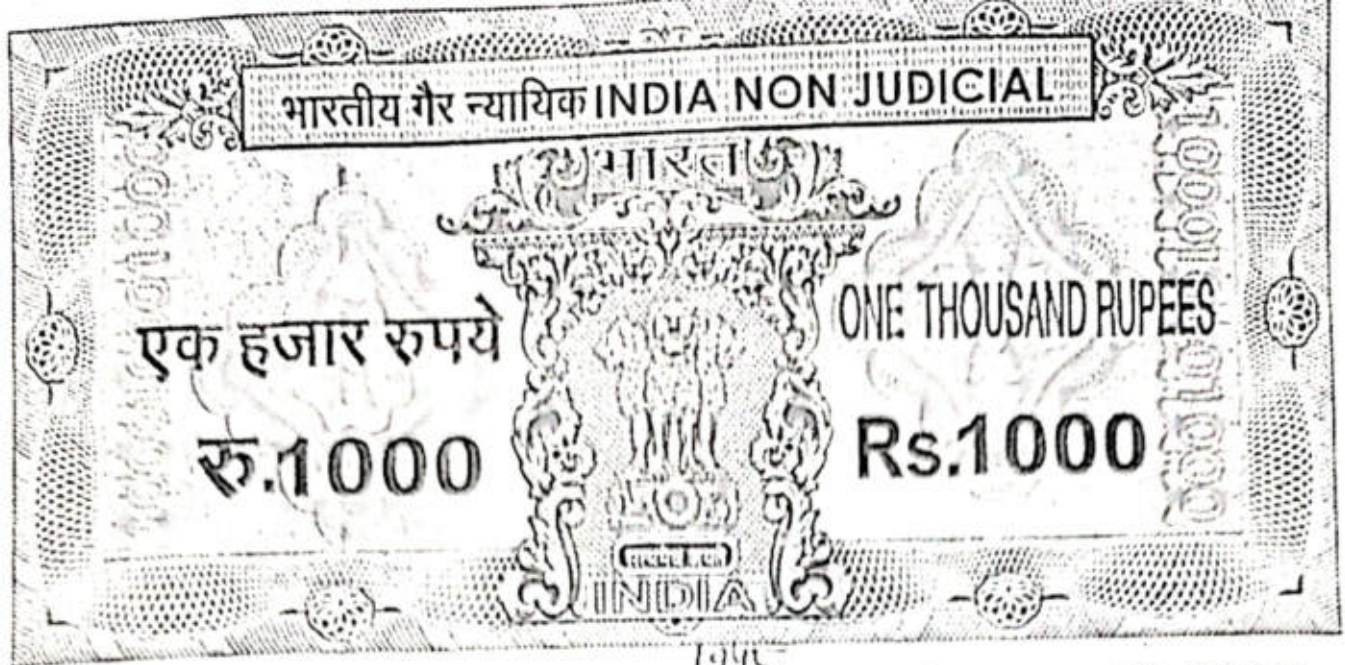 भारतीय गैर न्यायिक INDIA NON JUDICIAL
भारत
एक हजार रुपये
रु.1000
ONE THOUSAND RUPEES
Rs.1000
INDIA